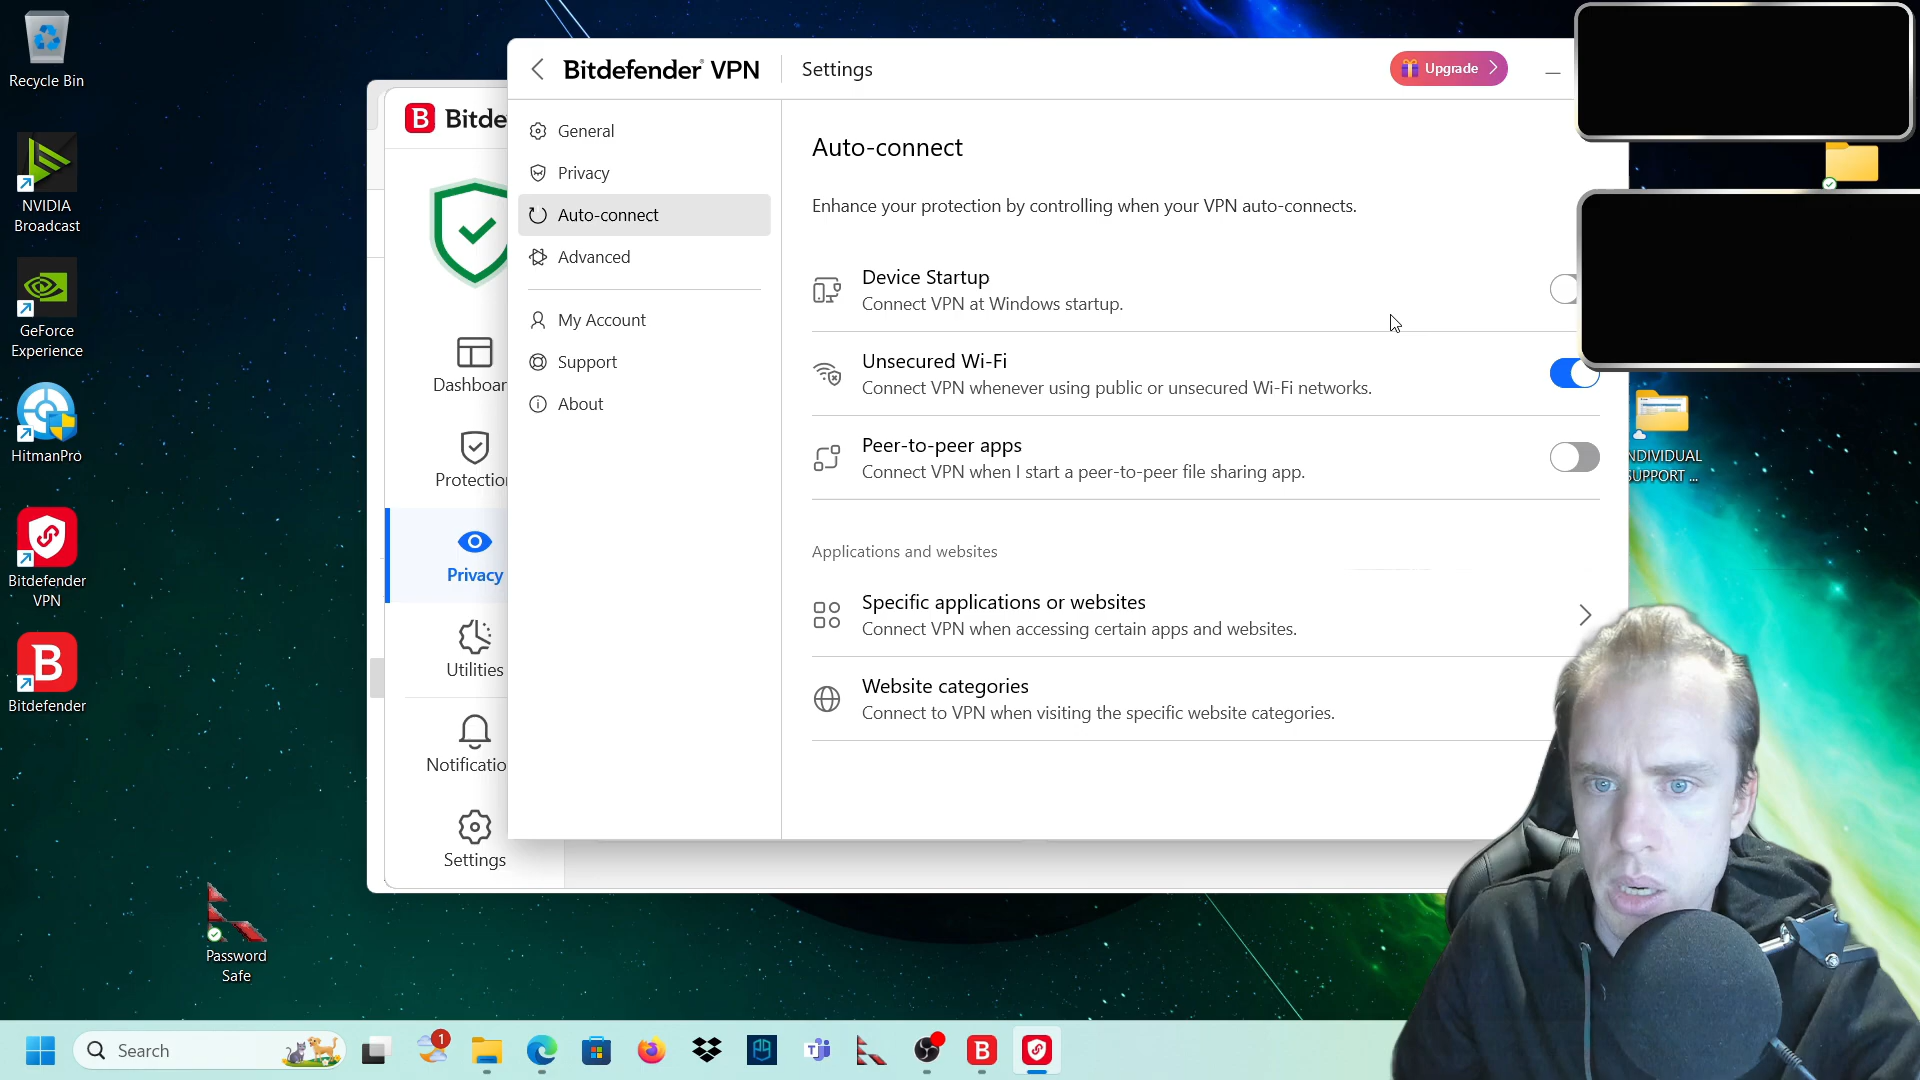 Recycle Bin
NVIDIA
Broadcast
GeForce
Experience
HitmanPro
Bitdefender
VPN
B
Bitdefender
Password
Safe
B Bitde
Dashboar
Protectio
Privacy
Utilities
Notificatio
Settings
Bitdefender® VPN
Settings
Upgrade
General
Privacy
Auto-connect
Advanced
My Account
Support
About
Auto-connect
Enhance your protection by controlling when your VPN auto-connects.
Device Startup
Connect VPN at Windows startup.
Unsecured Wi-Fi
Connect VPN whenever using public or unsecured Wi-Fi networks.
Peer-to-peer apps
Connect VPN when I start a peer-to-peer file sharing app.
Applications and websites
Specific applications or websites
Connect VPN when accessing certain apps and websites.
Website categories
Connect to VPN when visiting the specific website categories.
NDIVIDUAL
SUPPORT ...
Search
1
B